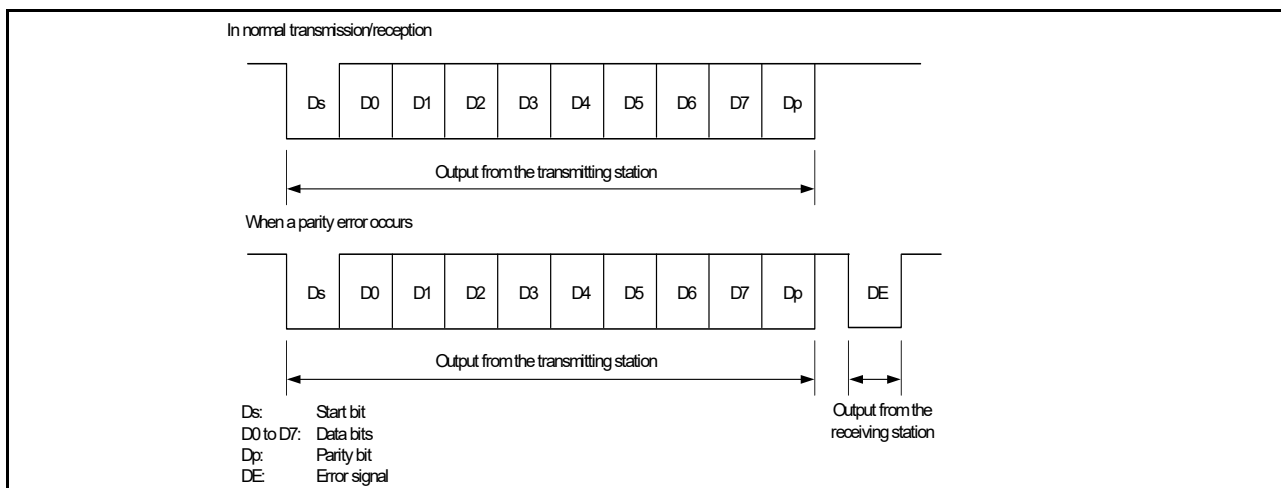 In normal transmission/reception
Ds D0 D1 D2 D3 D4 D5 D6 D7 Dp
Output from the transmitting station
When a parity error occurs
Ds D0 D1 D2 D3 D4 D5 D6 D7 Dp DE
Output from the transmitting station
Output from the
receiving station
Ds: Start bit
D0 to D7: Data bits
Dp: Parity bit
DE: Error signal